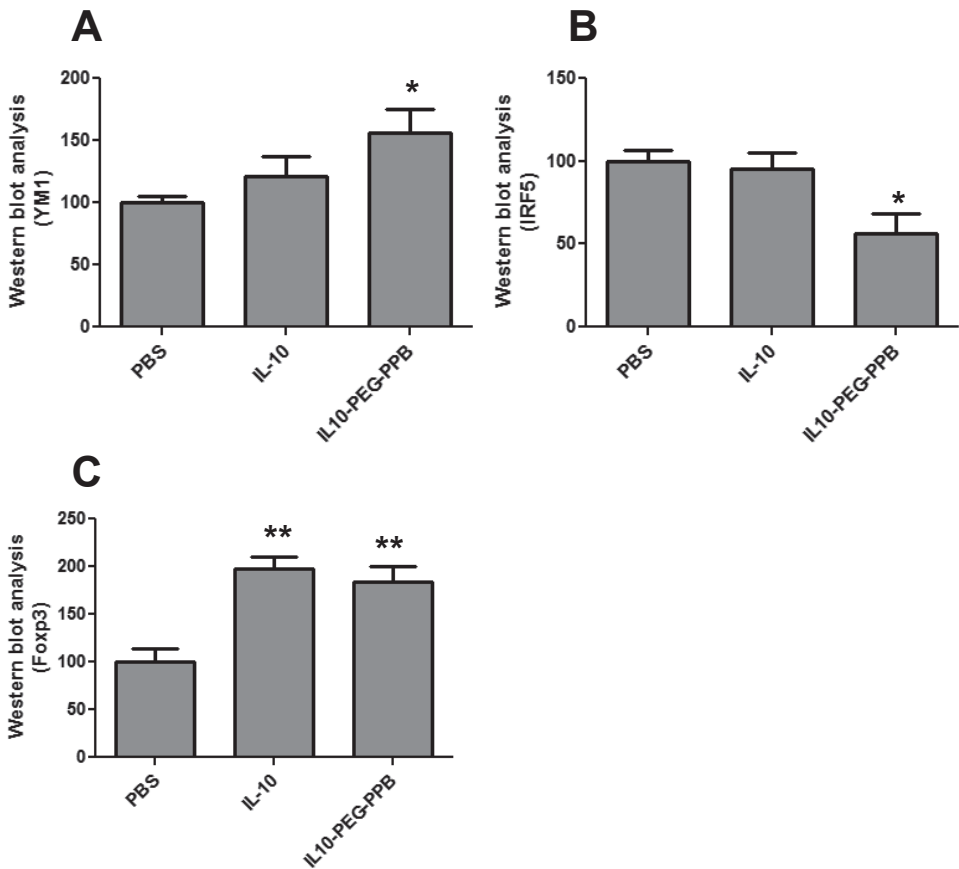 A
Western blot analysis
(YM1)
200
150
100
50
0
*
PBS
IL-10
IL10-PEG-PPB
B
Western blot analysis
(IRF5)
150
100
50
0
*
PBS
IL-10
IL10-PEG-PPB
C
Western blot analysis
(Foxp3)
250
200
150
100
50
0
**
**
PBS
IL-10
IL10-PEG-PPB